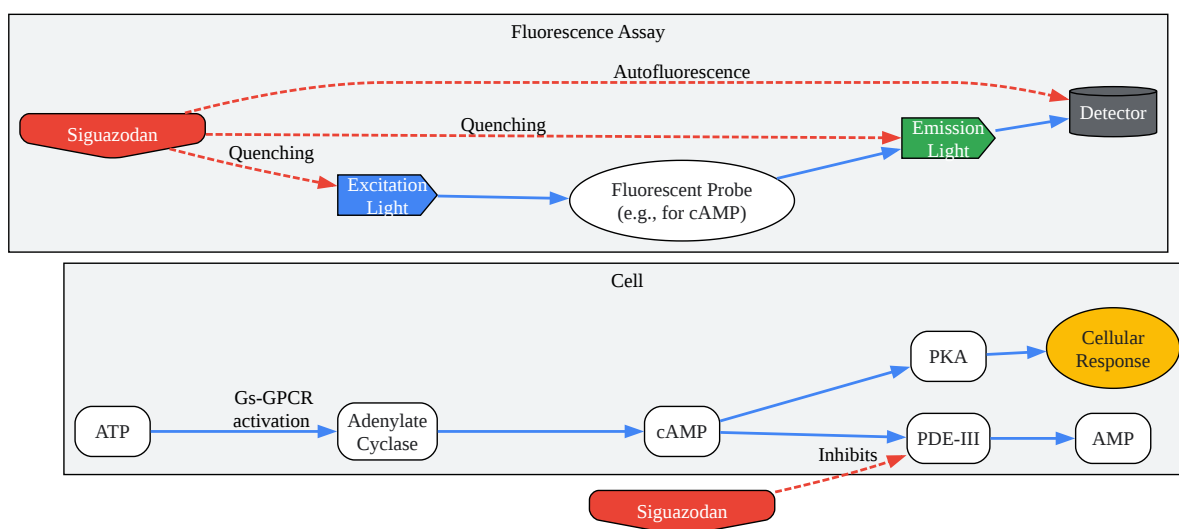 Fluorescence Assay
Autofluorescence
Siguazodan
Quenching
Quenching
Detector
Emission
Light
Excitation
Light
Fluorescent Probe
(e.g., for cAMP)
Cell
Cellular
Response
PKA
Gs-GPCR
activation
ATP
Adenylate
Cyclase
cAMP
PDE-III
AMP
Inhibits
Siguazodan